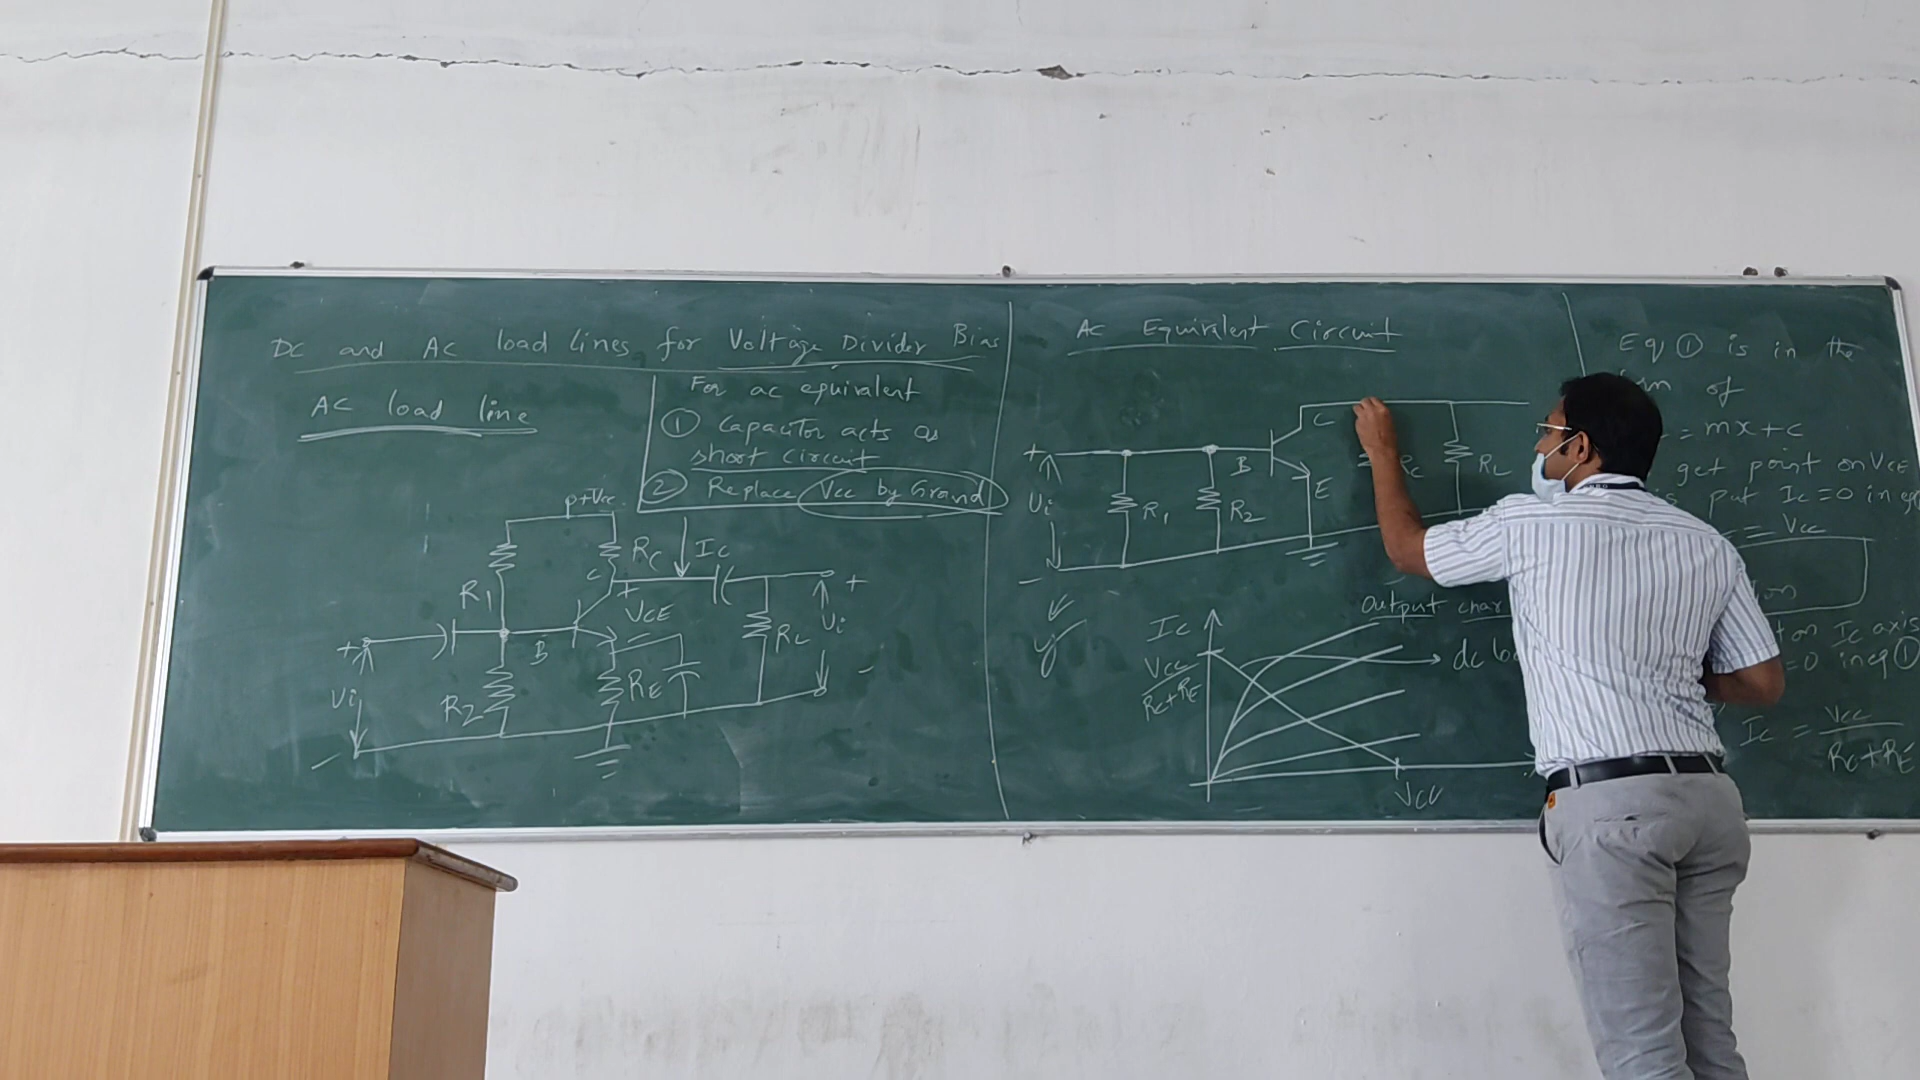 DC and AC load lines for Voltage Divider Bias
AC load line
For ac equivalent
① Capacitor acts as
short circuit
② Replace Vcc by Grand
+Vcc
RC
IC
C
+
+
R1
VCE
Vi
RL
+
B
Vi
R2
RE
-
-
AC Equivalent Circuit
C
+
B
RC
RL
Vi
R1
R2
E
-
Output char
IC
VCC
RC+RE
dc lo
VCC
Eq ① is in the
of
= mx+c
get point on VCE
put IC=0 in eq
= VCC
on IC axis
=0 in eq ①
IC = VCC
RC+RE